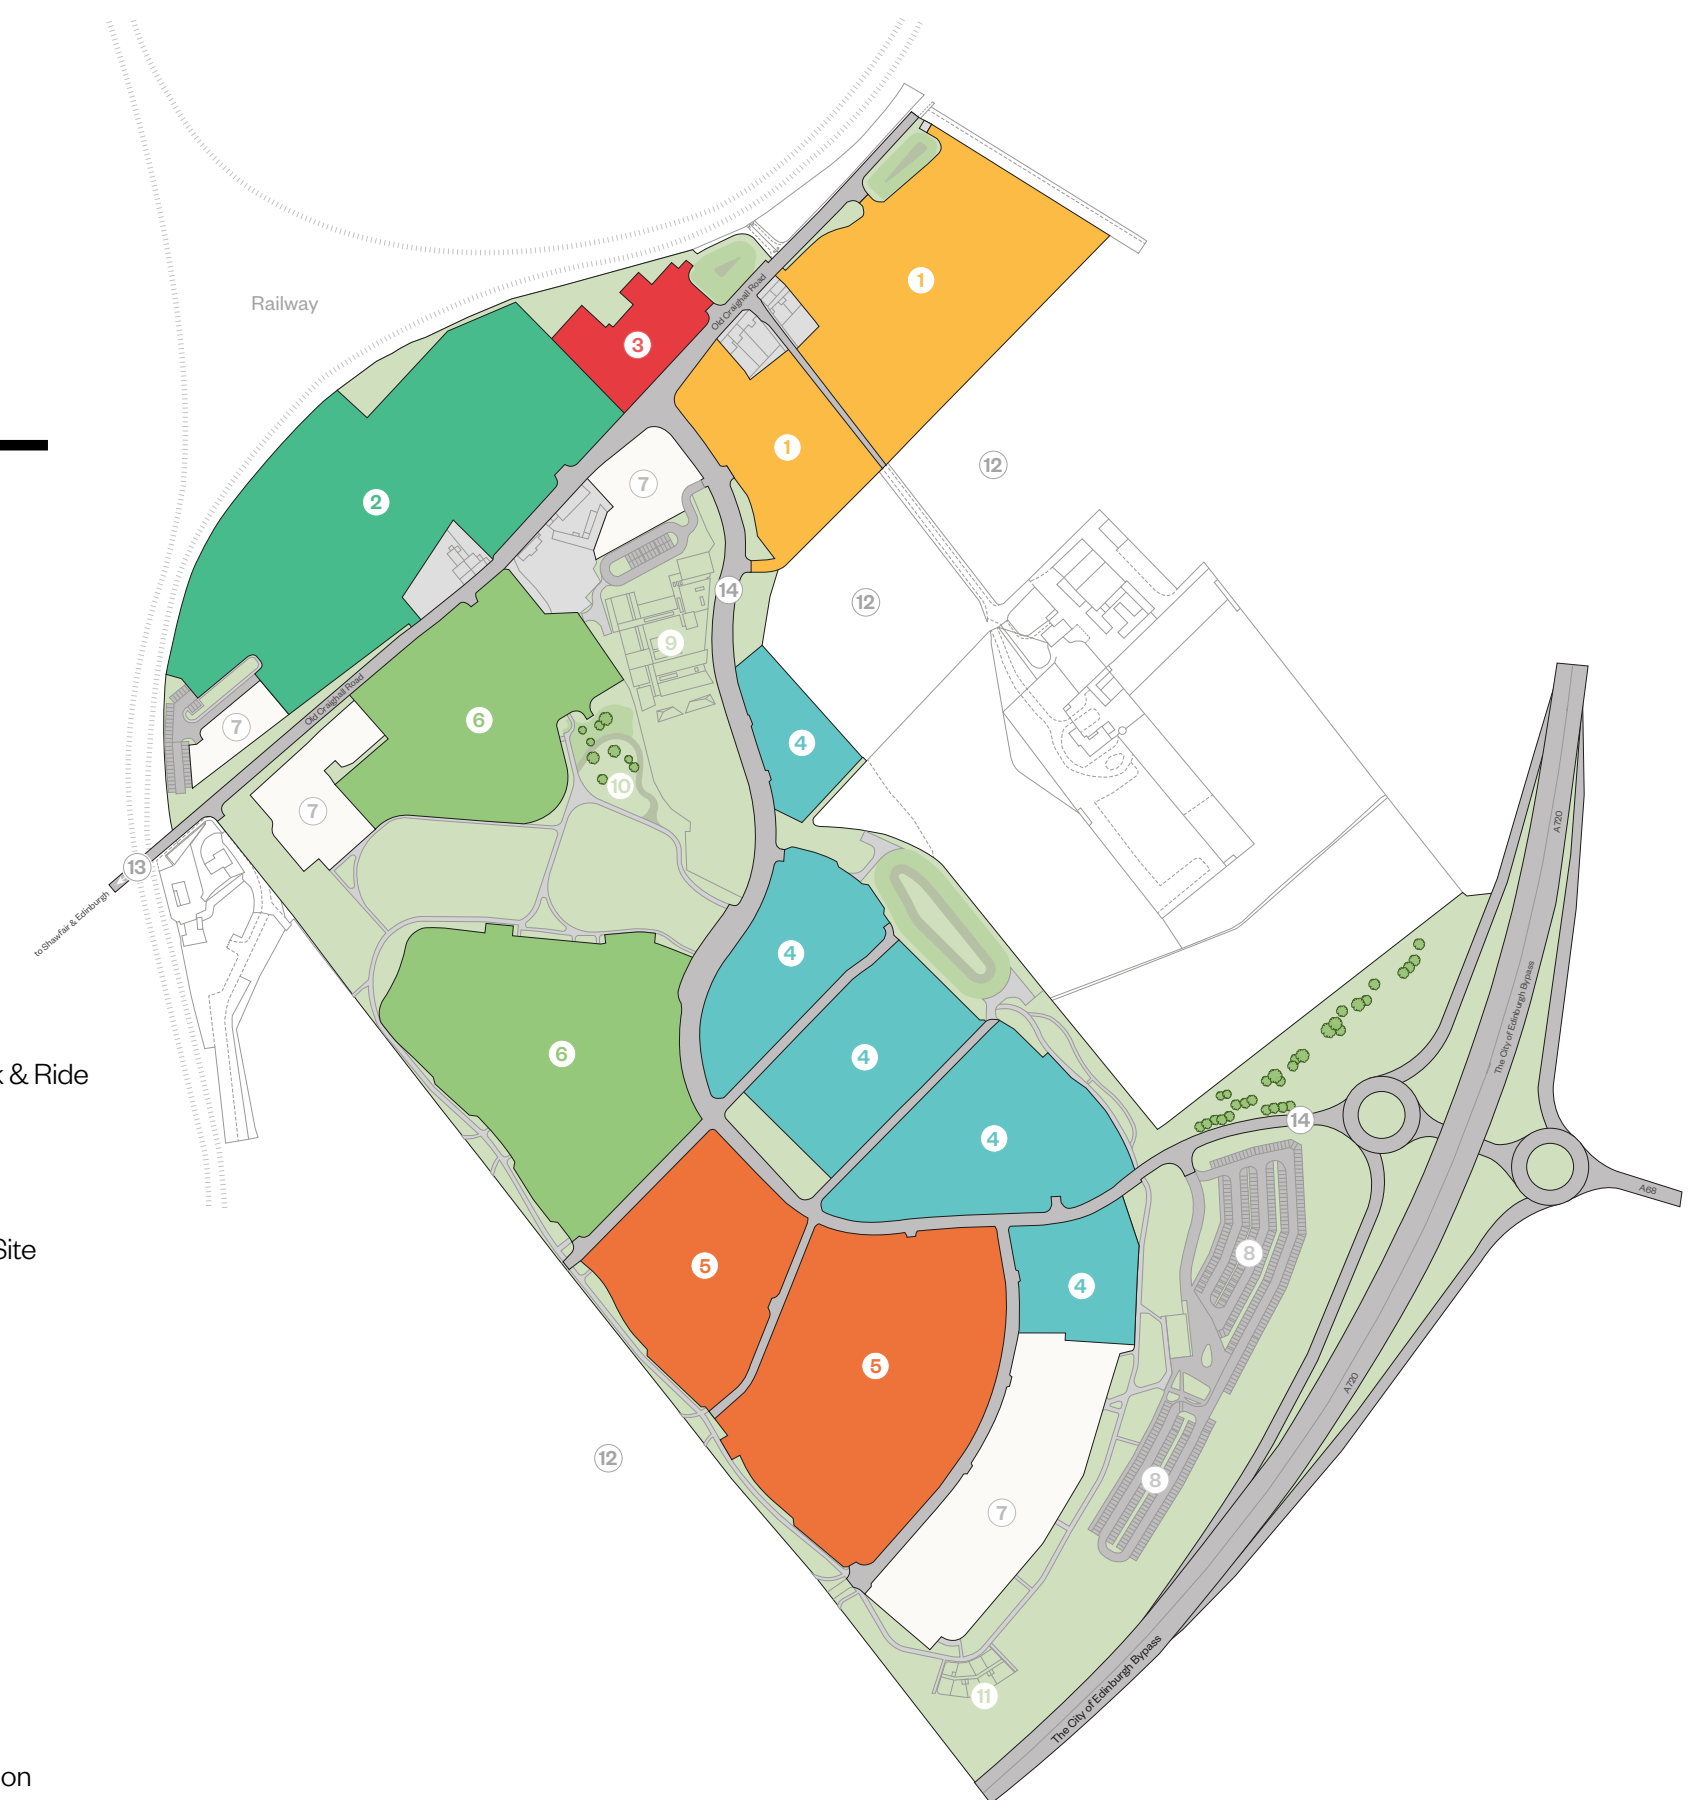 Railway
1
3
Old Craighall Road
1
12
7
2
14
12
9
Old Craighall Road
6
7
4
10
7
A720
13
to Shawfair & Edinburgh
4
The City of Edinburgh Bypass
6
4
k & Ride
14
4
A68
Site
8
5
4
5
A720
12
8
7
11
The City of Edinburgh Bypass
on